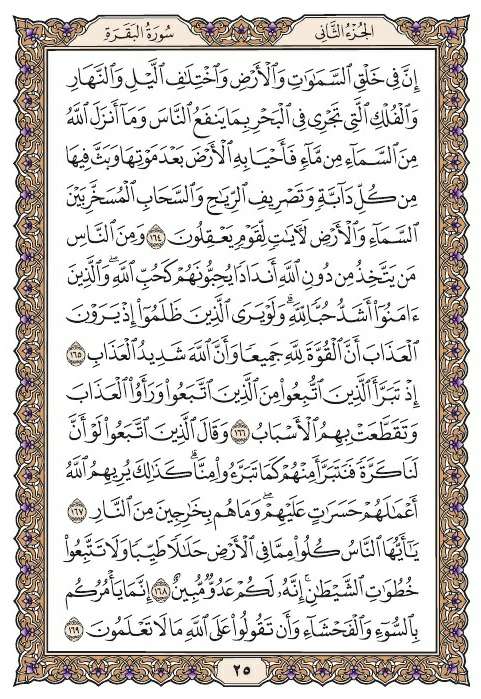 الجزء الثاني
سورة البقرة
إِنَّ فِي خَلْقِ ٱلسَّمَٰوَٰتِ وَٱلْأَرْضِ وَٱخْتِلَٰفِ ٱلَّيْلِ وَٱلنَّهَارِ
وَٱلْفُلْكِ ٱلَّتِي تَجْرِي فِي ٱلْبَحْرِ بِمَا يَنفَعُ ٱلنَّاسَ وَمَآ أَنزَلَ ٱللَّهُ
مِنَ ٱلسَّمَآءِ مِن مَّآءٍ فَأَحْيَا بِهِ ٱلْأَرْضَ بَعْدَ مَوْتِهَا وَبَثَّ فِيهَا
مِن كُلِّ دَآبَّةٍ وَتَصْرِيفِ ٱلرِّيَٰحِ وَٱلسَّحَابِ ٱلْمُسَخَّرِ بَيْنَ
ٱلسَّمَآءِ وَٱلْأَرْضِ لَءَايَٰتٍ لِّقَوْمٍ يَعْقِلُونَ ١٦٤ وَمِنَ ٱلنَّاسِ
مَن يَتَّخِذُ مِن دُونِ ٱللَّهِ أَندَادًا يُحِبُّونَهُمْ كَحُبِّ ٱللَّهِۖ وَٱلَّذِينَ
ءَامَنُوٓا۟ أَشَدُّ حُبًّا لِّلَّهِۗ وَلَوْ يَرَى ٱلَّذِينَ ظَلَمُوٓا۟ إِذْ يَرَوْنَ
ٱلْعَذَابَ أَنَّ ٱلْقُوَّةَ لِلَّهِ جَمِيعًا وَأَنَّ ٱللَّهَ شَدِيدُ ٱلْعَذَابِ ١٦٥
إِذْ تَبَرَّأَ ٱلَّذِينَ ٱتُّبِعُوا۟ مِنَ ٱلَّذِينَ ٱتَّبَعُوا۟ وَرَأَوُا۟ ٱلْعَذَابَ
وَتَقَطَّعَتْ بِهِمُ ٱلْأَسْبَابُ ١٦٦ وَقَالَ ٱلَّذِينَ ٱتَّبَعُوا۟ لَوْ أَنَّ
لَنَا كَرَّةً فَنَتَبَرَّأَ مِنْهُمْ كَمَا تَبَرَّءُوا۟ مِنَّاۗ كَذَٰلِكَ يُرِيهِمُ ٱللَّهُ
أَعْمَٰلَهُمْ حَسَرَٰتٍ عَلَيْهِمْۖ وَمَا هُم بِخَٰرِجِينَ مِنَ ٱلنَّارِ ١٦٧
يَٰٓأَيُّهَا ٱلنَّاسُ كُلُوا۟ مِمَّا فِي ٱلْأَرْضِ حَلَٰلًا طَيِّبًا وَلَا تَتَّبِعُوا۟
خُطُوَٰتِ ٱلشَّيْطَٰنِۚ إِنَّهُۥ لَكُمْ عَدُوٌّ مُّبِينٌ ١٦٨ إِنَّمَا يَأْمُرُكُم
بِٱلسُّوٓءِ وَٱلْفَحْشَآءِ وَأَن تَقُولُوا۟ عَلَى ٱللَّهِ مَا لَا تَعْلَمُونَ ١٦٩
٢٥